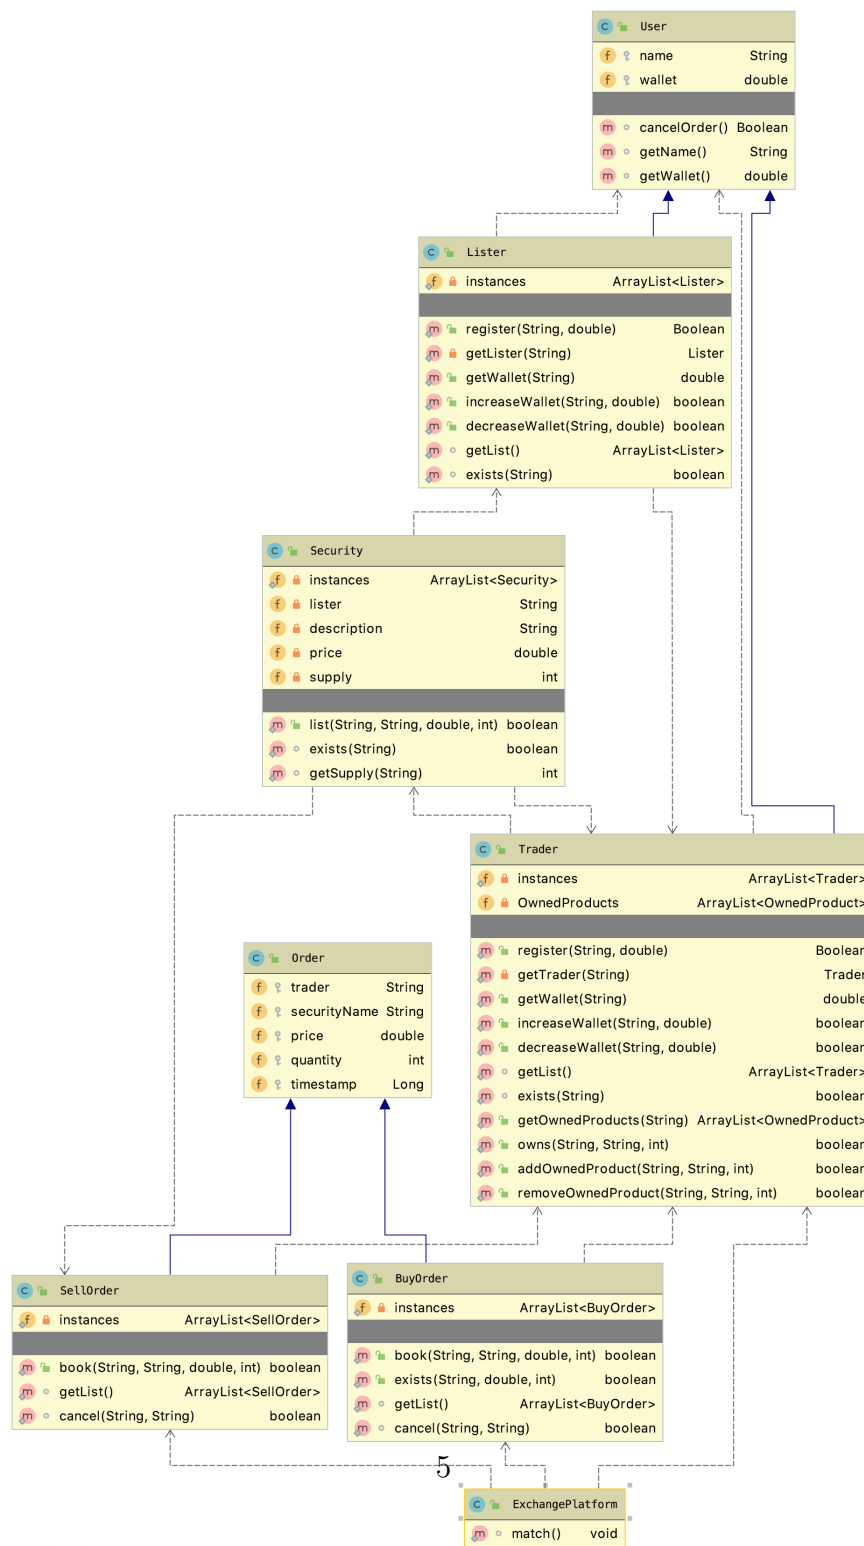 User
name String
wallet double
cancelOrder() Boolean
getName() String
getWallet() double
Lister
instances ArrayList<Lister>
register(String, double) Boolean
getLister(String) Lister
getWallet(String) double
increaseWallet(String, double) boolean
decreaseWallet(String, double) boolean
getList() ArrayList<Lister>
exists(String) boolean
Security
instances ArrayList<Security>
lister String
description String
price double
supply int
list(String, String, double, int) boolean
exists(String) boolean
getSupply(String) int
Trader
instances ArrayList<Trader>
OwnedProducts ArrayList<OwnedProduct>
register(String, double) Boolean
getTrader(String) Trader
getWallet(String) double
increaseWallet(String, double) boolean
decreaseWallet(String, double) boolean
getList() ArrayList<Trader>
exists(String) boolean
getOwnedProducts(String) ArrayList<OwnedProduct>
owns(String, String, int) boolean
addOwnedProduct(String, String, int) boolean
removeOwnedProduct(String, String, int) boolean
Order
trader String
securityName String
price double
quantity int
timestamp Long
SellOrder
instances ArrayList<SellOrder>
book(String, String, double, int) boolean
getList() ArrayList<SellOrder>
cancel(String, String) boolean
BuyOrder
instances ArrayList<BuyOrder>
book(String, String, double, int) boolean
exists(String, double, int) boolean
getList() ArrayList<BuyOrder>
cancel(String, String) boolean
5
ExchangePlatform
match() void